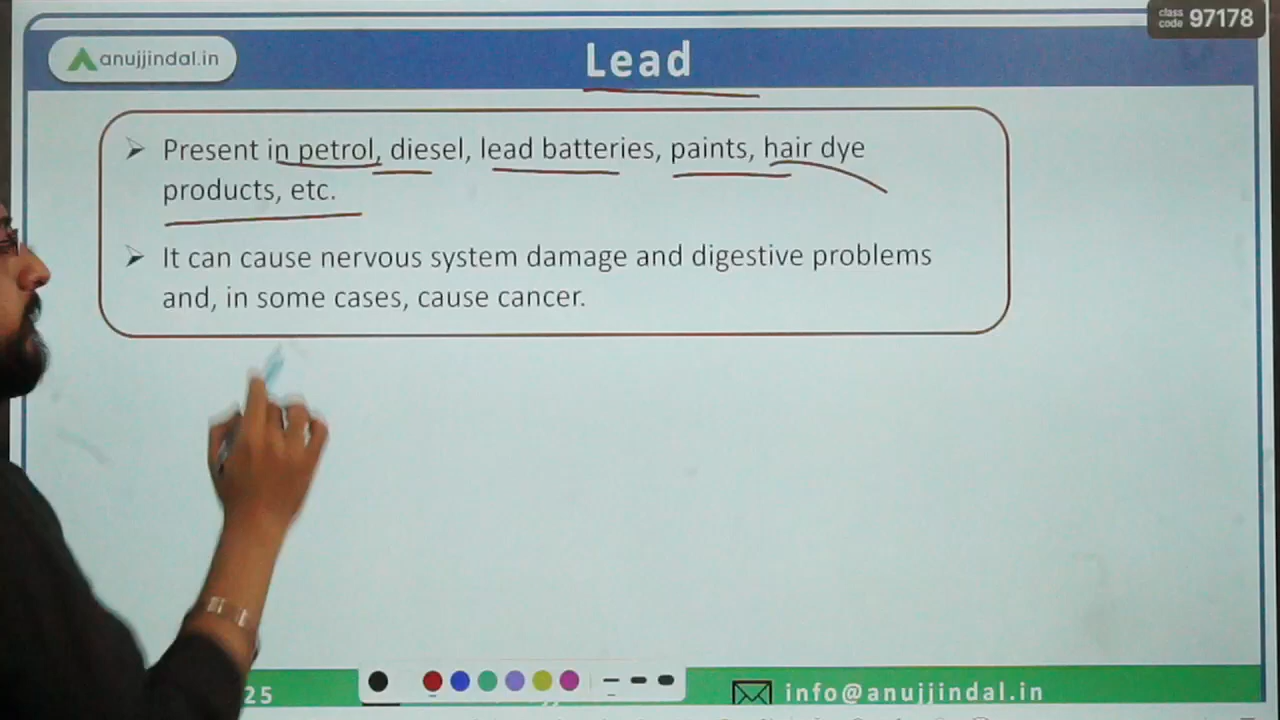 class code 97178
anujjindal.in
Lead
Present in petrol, diesel, lead batteries, paints, hair dye
products, etc.
It can cause nervous system damage and digestive problems
and, in some cases, cause cancer.
25
info@anujjindal.in